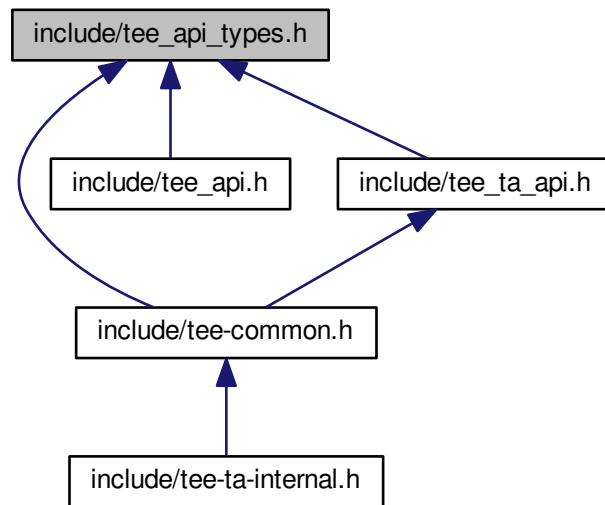 include/tee_api_types.h
include/tee_api.h
include/tee_ta_api.h
include/tee-common.h
include/tee-ta-internal.h